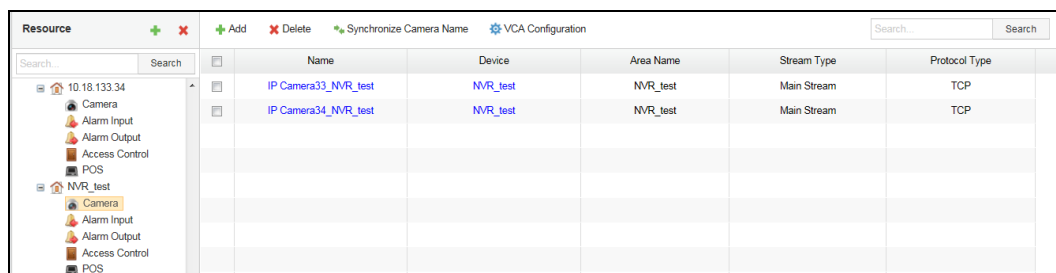 Resource
Add Delete Synchronize Camera Name VCA Configuration Search... Search
Search... Search
Name Device Area Name Stream Type Protocol Type
10.18.133.34
IP Camera33_NVR_test NVR_test NVR_test Main Stream TCP
Camera
IP Camera34_NVR_test NVR_test NVR_test Main Stream TCP
Alarm Input
Alarm Output
Access Control
POS
NVR_test
Camera
Alarm Input
Alarm Output
Access Control
POS